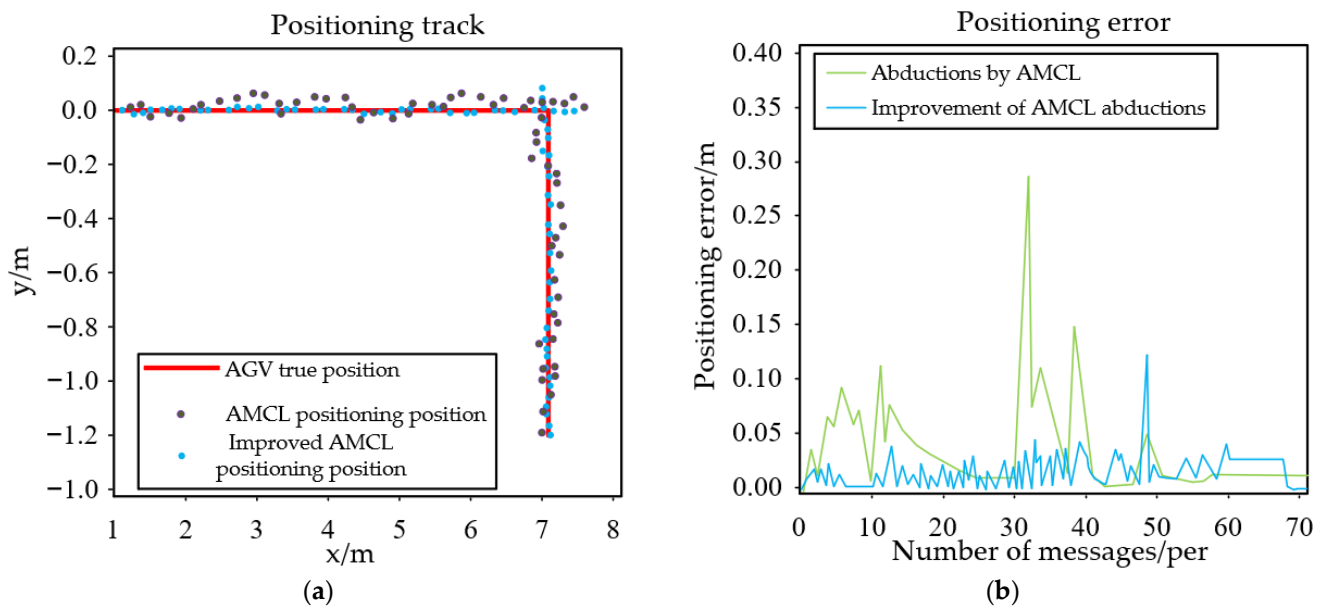 Positioning track
0.2
0.0
−0.2
−0.4
−0.6
−0.8
−1.0
−1.2
−1.0
y/m
AGV true position
AMCL positioning position
Improved AMCL
positioning position
1 2 3 4 5 6 7 8
x/m
(a)
Positioning error
0.40
0.35
0.30
0.25
0.20
0.15
0.10
0.05
0.00
Positioning error/m
Abductions by AMCL
Improvement of AMCL abductions
0 10 20 30 40 50 60 70
Number of messages/per
(b)